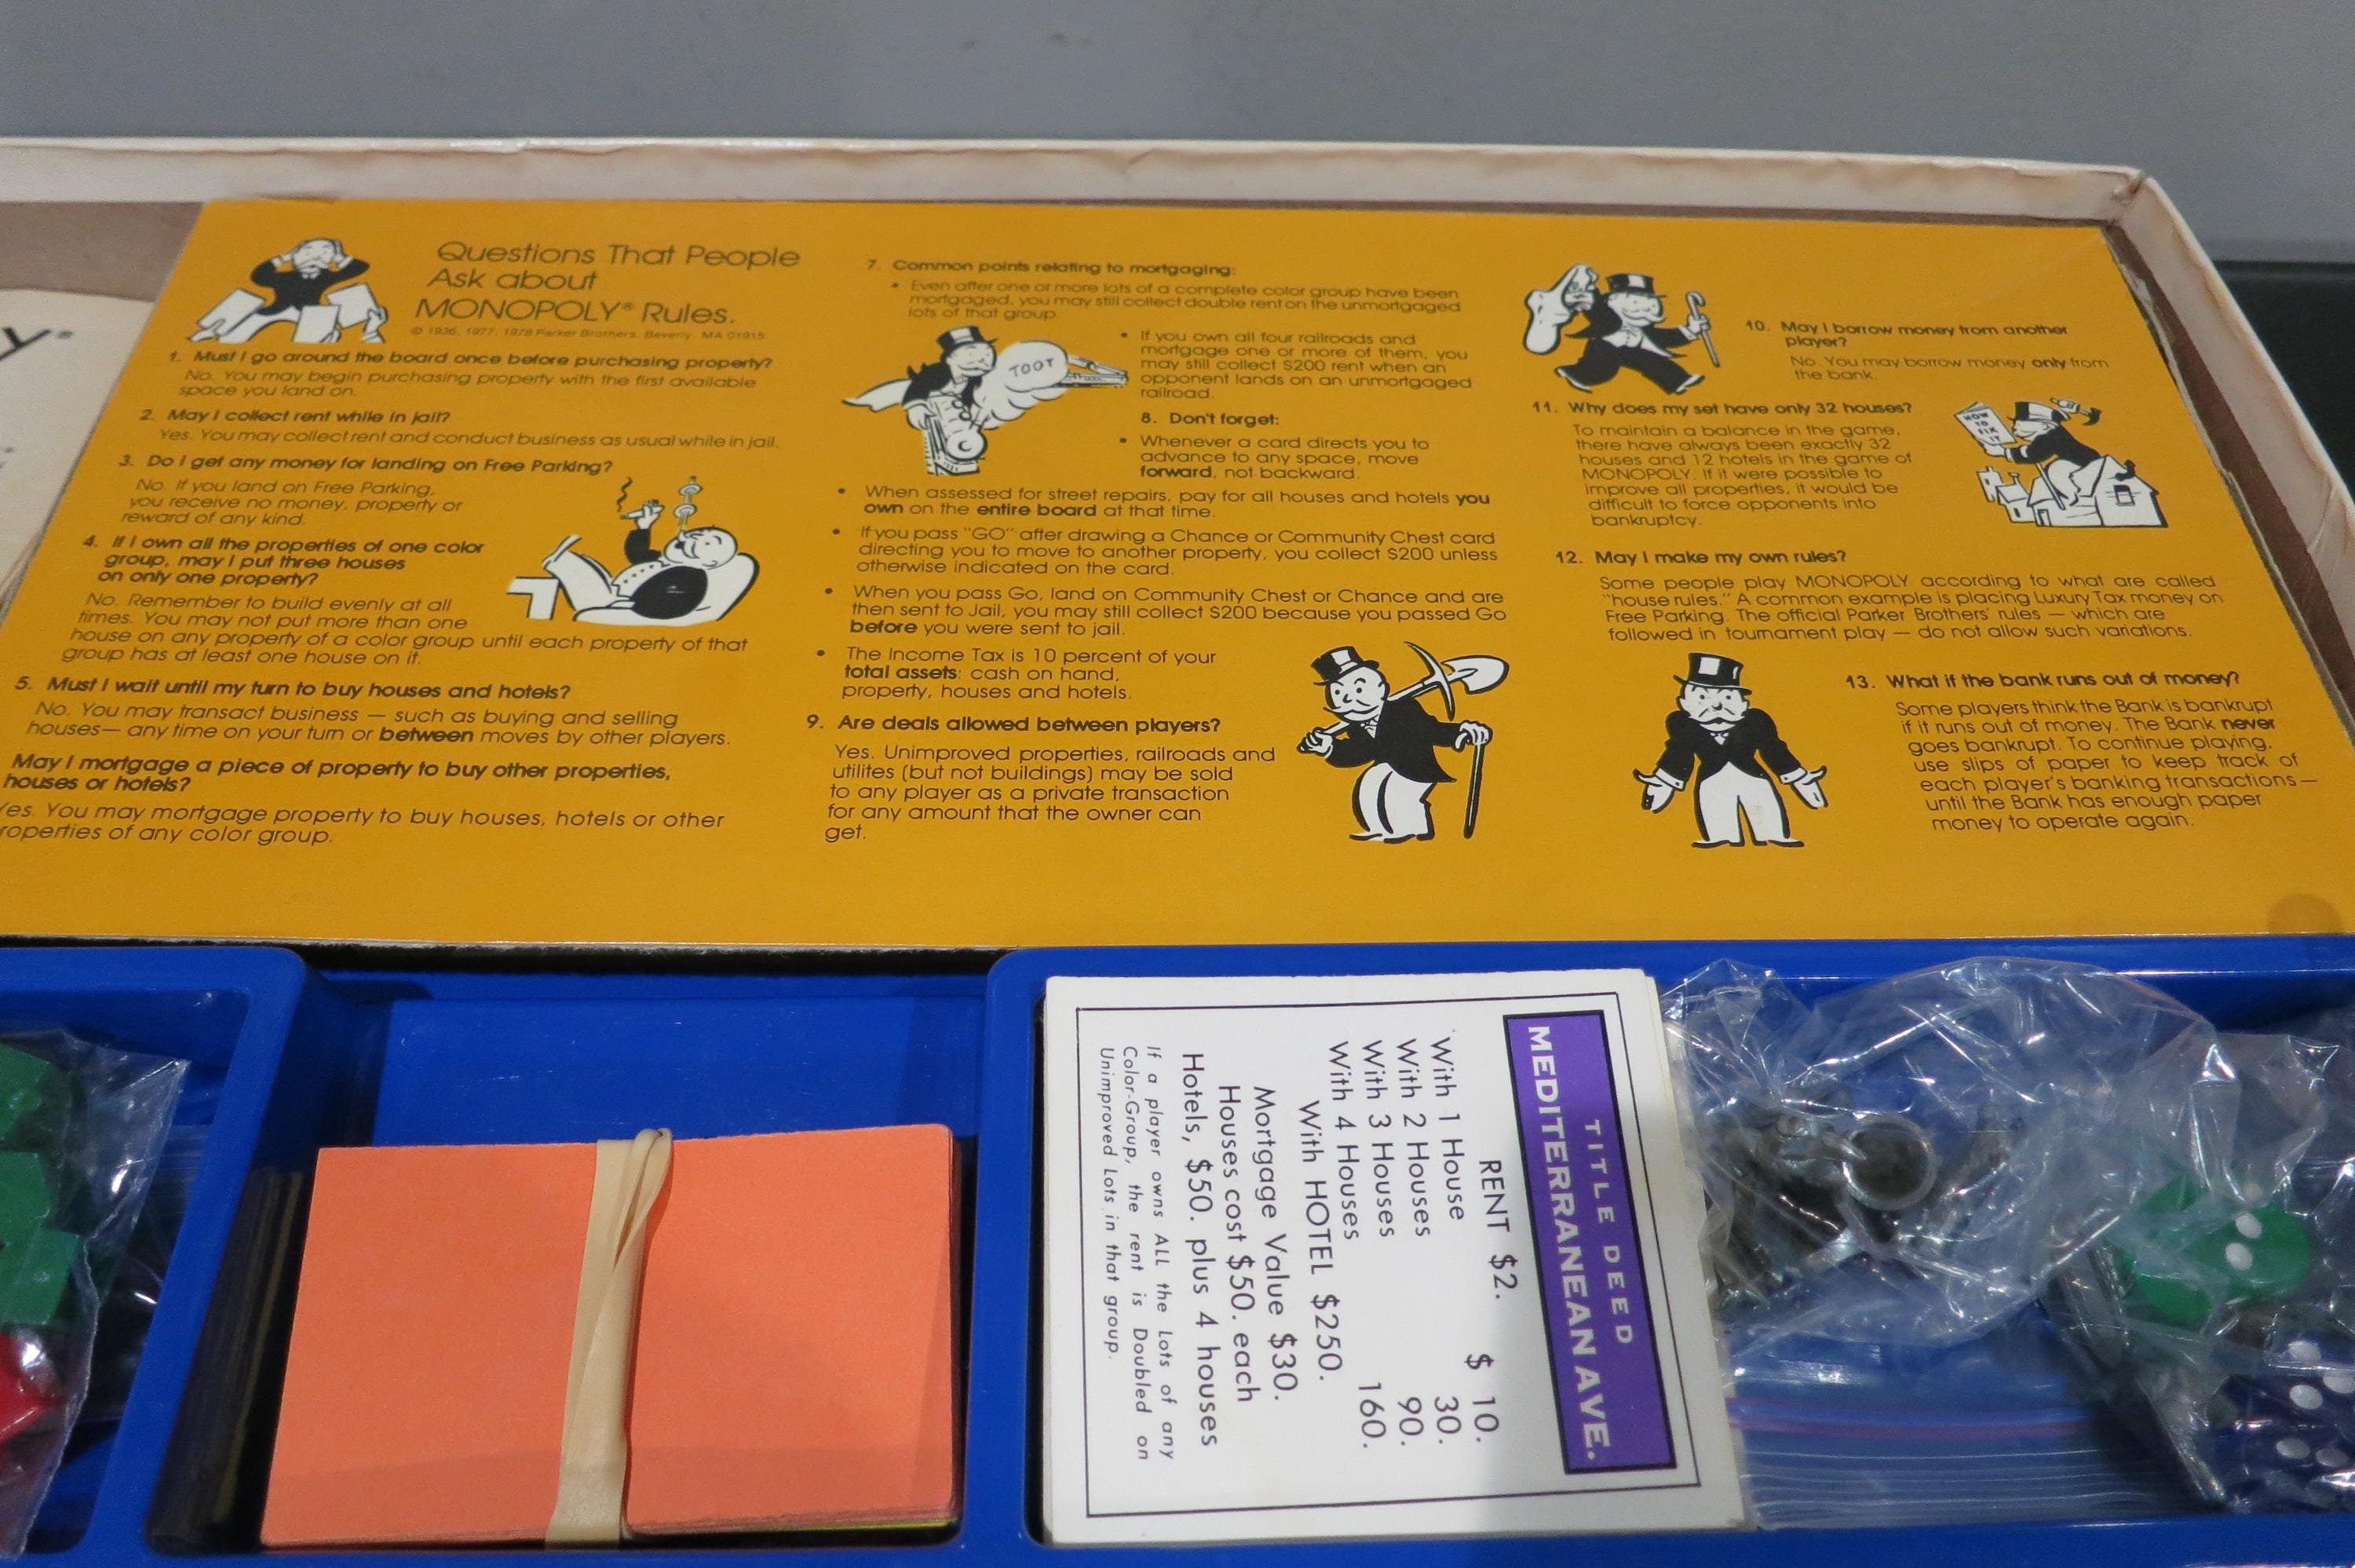 y®
Questions That People
Ask about
MONOPOLY® Rules.
© 1936, 1977, 1978 Parker Brothers, Beverly, MA 01915
1. Must I go around the board once before purchasing property?
No. You may begin purchasing property with the first available
space you land on.
2. May I collect rent while in jail?
Yes. You may collect rent and conduct business as usual while in jail.
3. Do I get any money for landing on Free Parking?
No. If you land on Free Parking,
you receive no money, property or
reward of any kind.
4. If I own all the properties of one color
group, may I put three houses
on only one property?
No. Remember to build evenly at all
times. You may not put more than one
house on any property of a color group until each property of that
group has at least one house on it.
5. Must I wait until my turn to buy houses and hotels?
No. You may transact business — such as buying and selling
houses— any time on your turn or between moves by other players.
May I mortgage a piece of property to buy other properties,
houses or hotels?
Yes. You may mortgage property to buy houses, hotels or other
roperties of any color group.
7. Common points relating to mortgaging:
• Even after one or more lots of a complete color group have been
mortgaged, you may still collect double rent on the unmortgaged
lots of that group.
TOOT
• If you own all four railroads and
mortgage one or more of them, you
may still collect $200 rent when an
opponent lands on an unmortgaged
railroad.
8. Don't forget:
• Whenever a card directs you to
advance to any space, move
forward, not backward.
• When assessed for street repairs, pay for all houses and hotels you
own on the entire board at that time.
• If you pass "GO" after drawing a Chance or Community Chest card
directing you to move to another property, you collect $200 unless
otherwise indicated on the card.
• When you pass Go, land on Community Chest or Chance and are
then sent to Jail, you may still collect $200 because you passed Go
before you were sent to jail.
• The Income Tax is 10 percent of your
total assets: cash on hand,
property, houses and hotels.
9. Are deals allowed between players?
Yes. Unimproved properties, railroads and
utilites (but not buildings) may be sold
to any player as a private transaction
for any amount that the owner can
get.
10. May I borrow money from another
player?
No. You may borrow money only from
the bank.
11. Why does my set have only 32 houses?
To maintain a balance in the game,
there have always been exactly 32
houses and 12 hotels in the game of
MONOPOLY. If it were possible to
improve all properties, it would be
difficult to force opponents into
bankruptcy.
HOW
TO
FIX
IT
12. May I make my own rules?
Some people play MONOPOLY according to what are called
"house rules." A common example is placing Luxury Tax money on
Free Parking. The official Parker Brothers' rules — which are
followed in tournament play — do not allow such variations.
13. What if the bank runs out of money?
Some players think the Bank is bankrupt
if it runs out of money. The Bank never
goes bankrupt. To continue playing,
use slips of paper to keep track of
each player's banking transactions—
until the Bank has enough paper
money to operate again.
TITLE DEED
MEDITERRANEAN AVE.
RENT $2.
With 1 House $ 10.
With 2 Houses 30.
With 3 Houses 90.
With 4 Houses 160.
With HOTEL $250.
Mortgage Value $30.
Houses cost $50. each
Hotels, $50. plus 4 houses
If a player owns ALL the Lots of any
Color-Group, the rent is Doubled on
Unimproved Lots in that group.